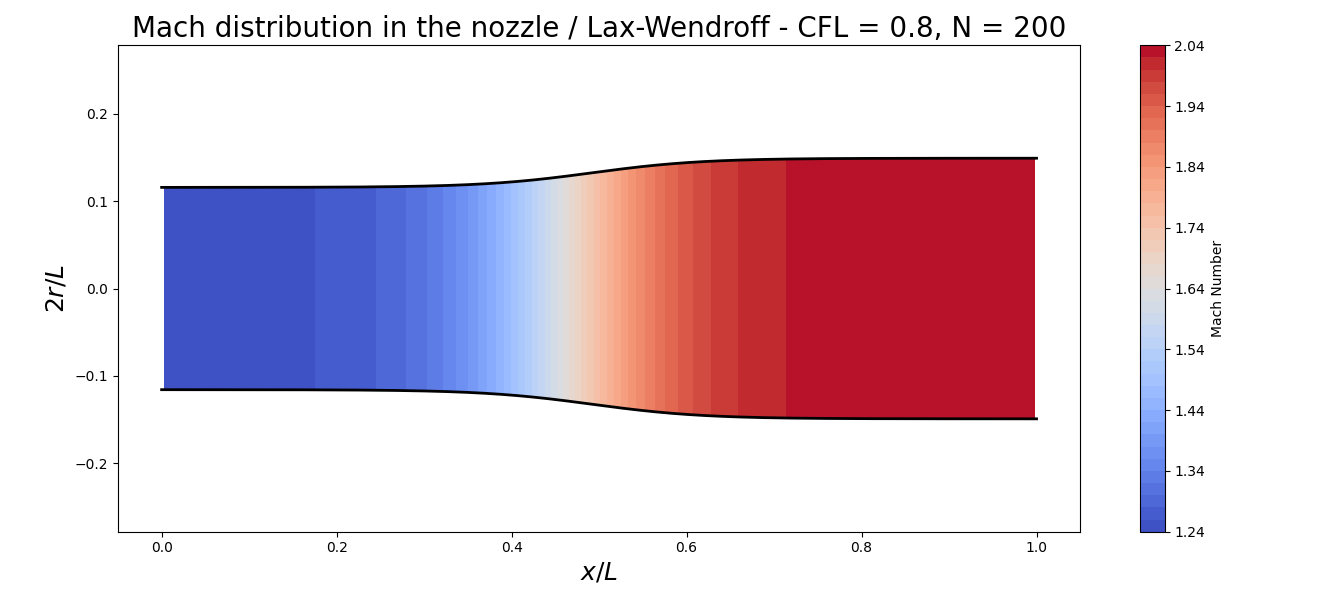 Mach distribution in the nozzle / Lax-Wendroff - CFL = 0.8, N = 200
2r/L
0.2
0.1
0.0
−0.1
−0.2
0.0 0.2 0.4 0.6 0.8 1.0
x/L
2.04
1.94
1.84
1.74
1.64
1.54
1.44
1.34
1.24
Mach Number